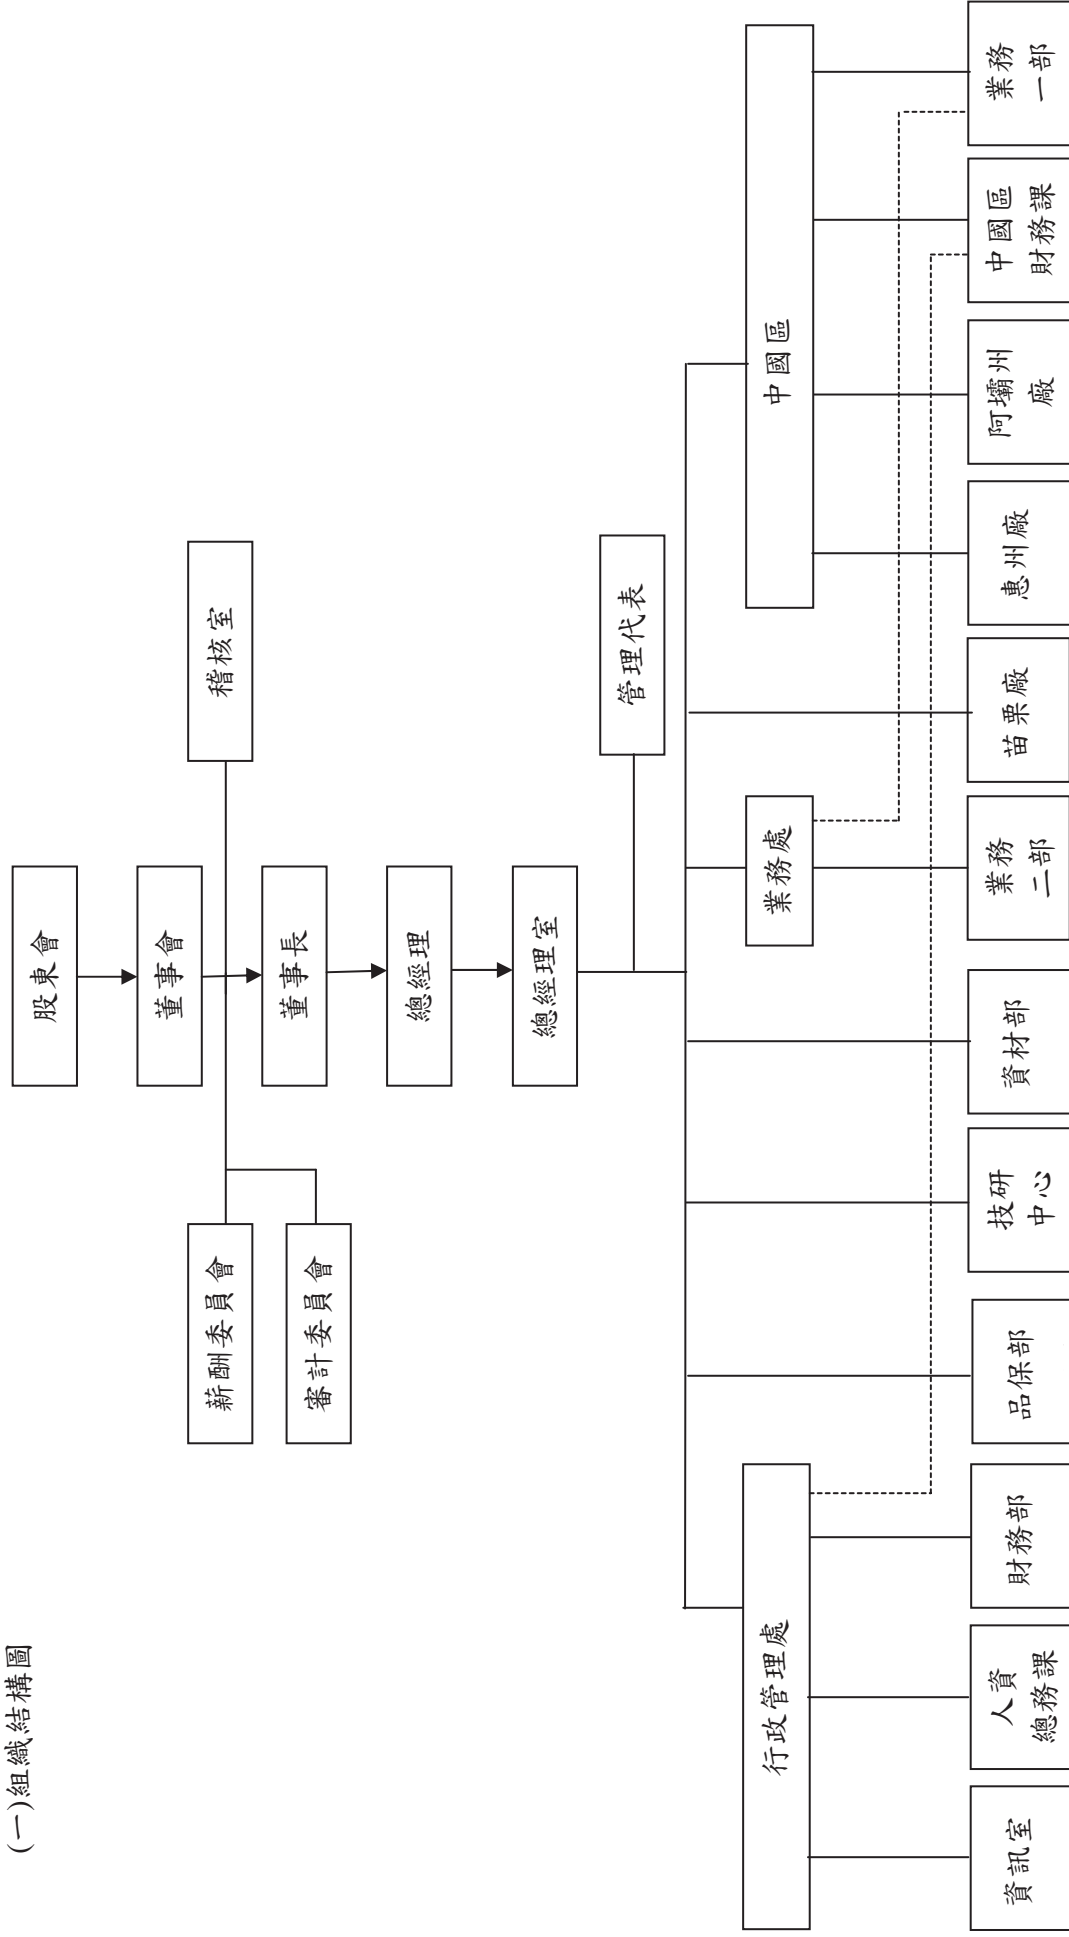 (一)組織結構圖
股東會
董事會
稽核室
薪酬委員會
審計委員會
董事長
總經理
總經理室
管理代表
行政管理處
業務處
中國區
資訊室
人資
總務課
財務部
品保部
技研
中心
資材部
業務
二部
苗栗廠
惠州廠
阿壩州
廠
中國區
財務課
業務
一部